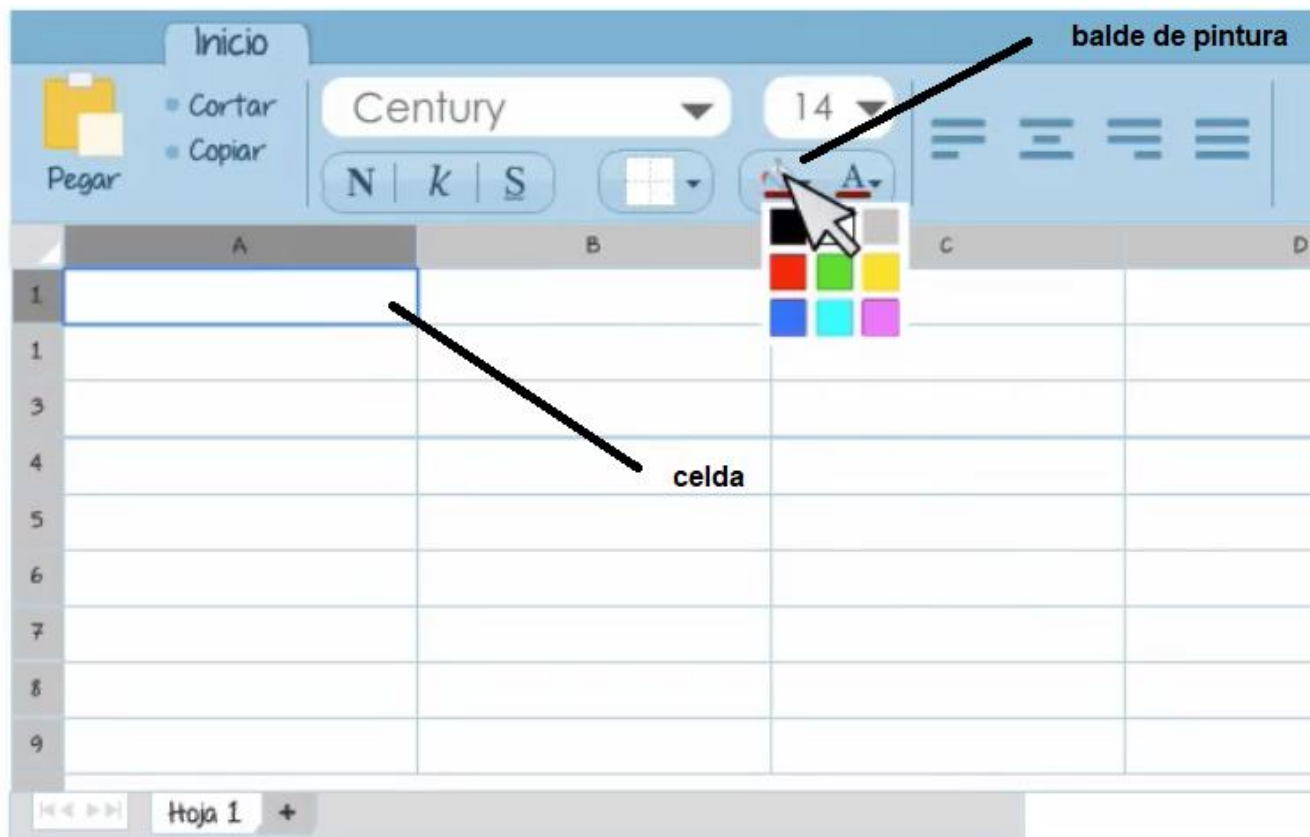 Inicio
balde de pintura
Pegar
Cortar
Copiar
Century
14
N
k
S
A
A
B
C
D
1
1
3
4
celda
5
6
7
8
9
Hoja 1 +